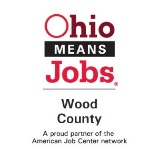 Ohio
MEANS
Jobs®
Wood
County
A proud partner of the
American Job Center network